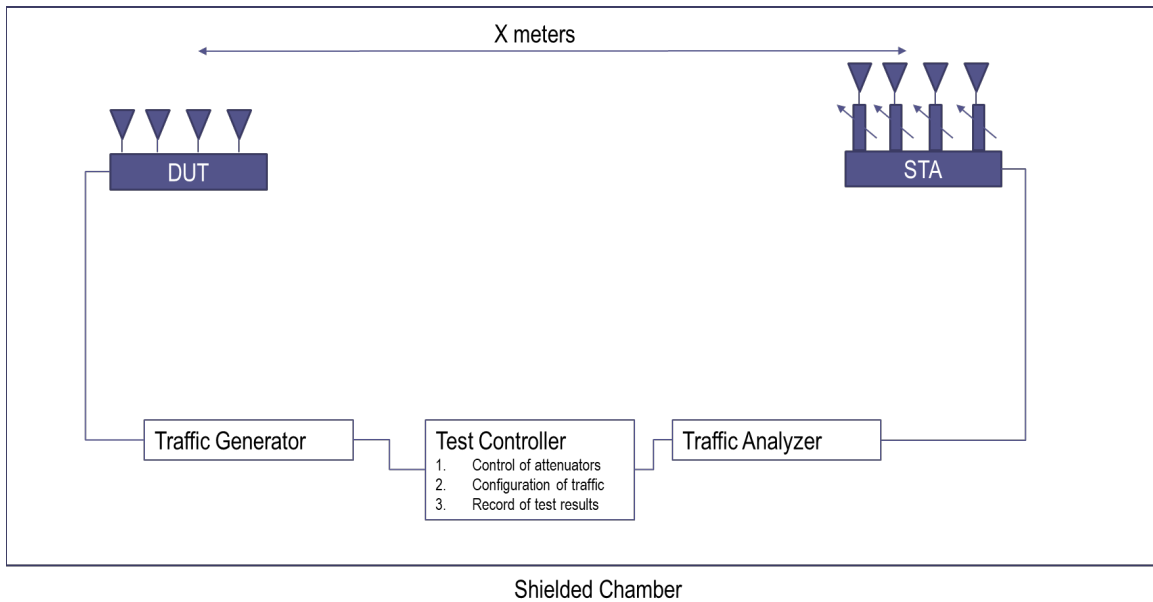 X meters
DUT
STA
Traffic Generator
Test Controller
1. Control of attenuators
2. Configuration of traffic
3. Record of test results
Traffic Analyzer
Shielded Chamber